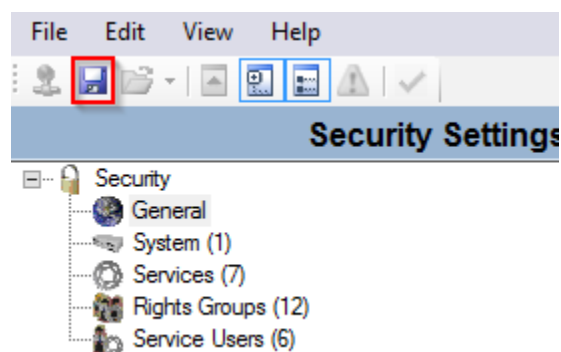 File Edit View Help
Security Settings
Security
General
System (1)
Services (7)
Rights Groups (12)
Service Users (6)